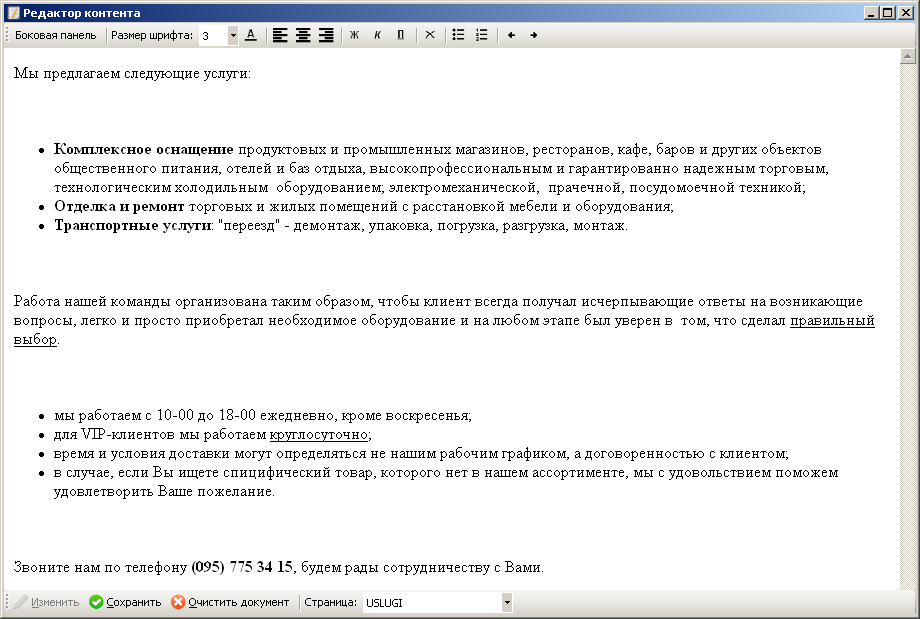 Редактор контента
Боковая панель Размер шрифта: 3 А Ж К П
Мы предлагаем следующие услуги:
Комплексное оснащение продуктовых и промышленных магазинов, ресторанов, кафе, баров и других объектов
общественного питания, отелей и баз отдыха, высокопрофессиональным и гарантированно надежным торговым,
технологическим холодильным оборудованием; электромеханической, прачечной, посудомоечной техникой;
Отделка и ремонт торговых и жилых помещений с расстановкой мебели и оборудования;
Транспортные услуги: "переезд" - демонтаж, упаковка, погрузка, разгрузка, монтаж.
Работа нашей команды организована таким образом, чтобы клиент всегда получал исчерпывающие ответы на возникающие
вопросы, легко и просто приобретал необходимое оборудование и на любом этапе был уверен в том, что сделал правильный
выбор.
мы работаем с 10-00 до 18-00 ежедневно, кроме воскресенья;
для VIP-клиентов мы работаем круглосуточно;
время и условия доставки могут определяться не нашим рабочим графиком, а договоренностью с клиентом;
в случае, если Вы ищете спицифический товар, которого нет в нашем ассортименте, мы с удовольствием поможем
удовлетворить Ваше пожелание.
Звоните нам по телефону (095) 775 34 15, будем рады сотрудничеству с Вами.
Изменить Сохранить Очистить документ Страница: USLUGI